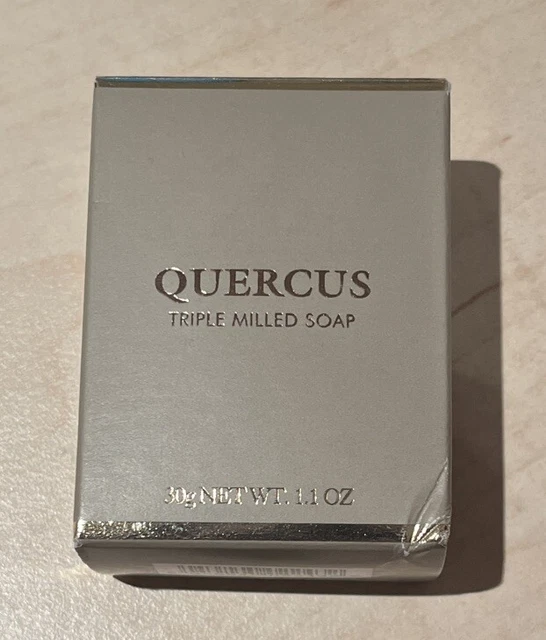 QUERCUS
TRIPLE MILLED SOAP
30g NET WT. 1.1 OZ